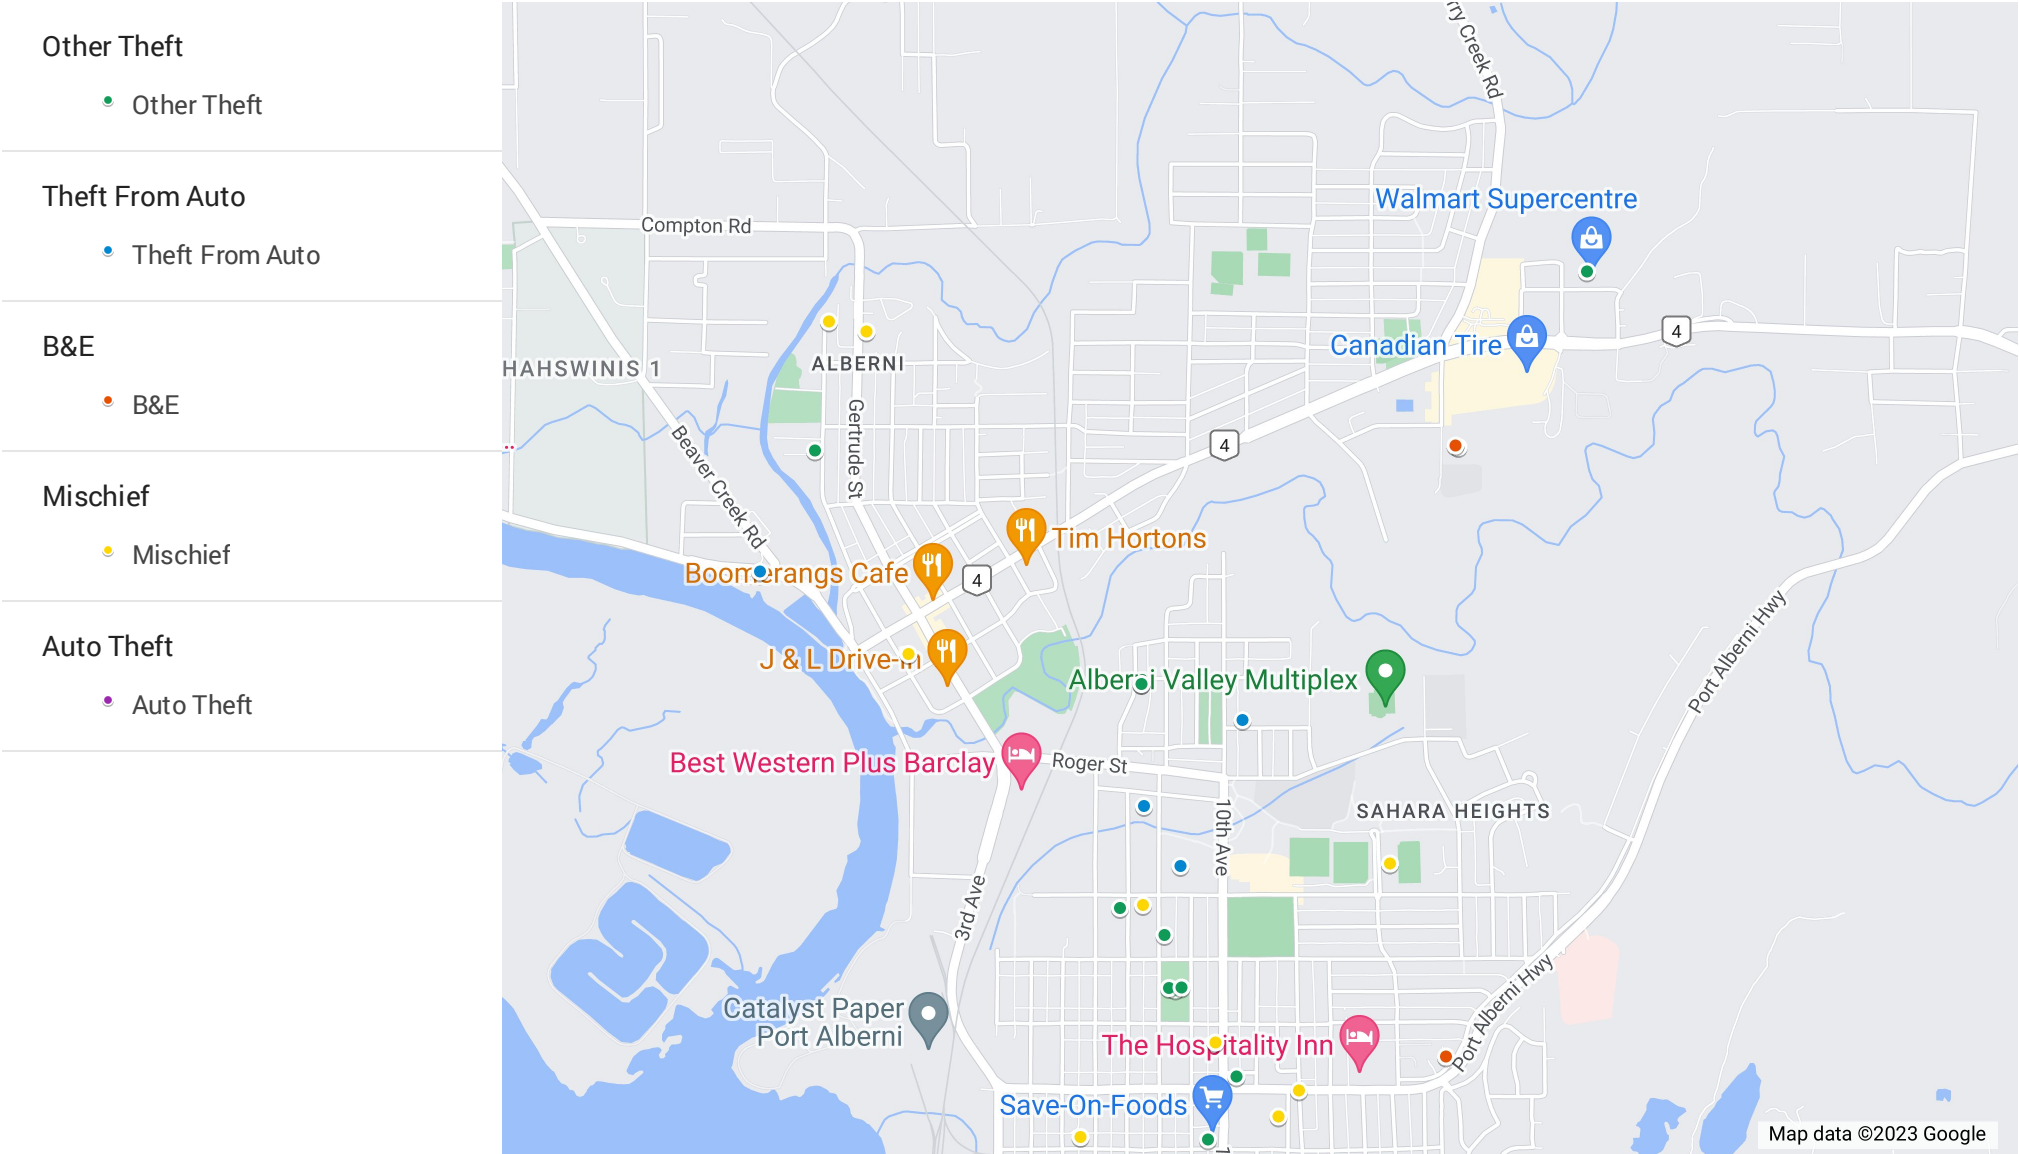 Other Theft
Other Theft
Theft From Auto
Theft From Auto
B&E
B&E
Mischief
Mischief
Auto Theft
Auto Theft
rry Creek Rd
Walmart Supercentre
Compton Rd
4
Canadian Tire
ALBERNI
HAHSWINIS 1
Gertrude St
4
Beaver Creek Rd
Tim Hortons
Boomerangs Cafe
4
Port Alberni Hwy
J & L Drive-In
Alberni Valley Multiplex
Best Western Plus Barclay
Roger St
10th Ave
SAHARA HEIGHTS
3rd Ave
Port Alberni Hwy
Catalyst Paper
Port Alberni
The Hospitality Inn
Save-On-Foods
Map data ©2023 Google